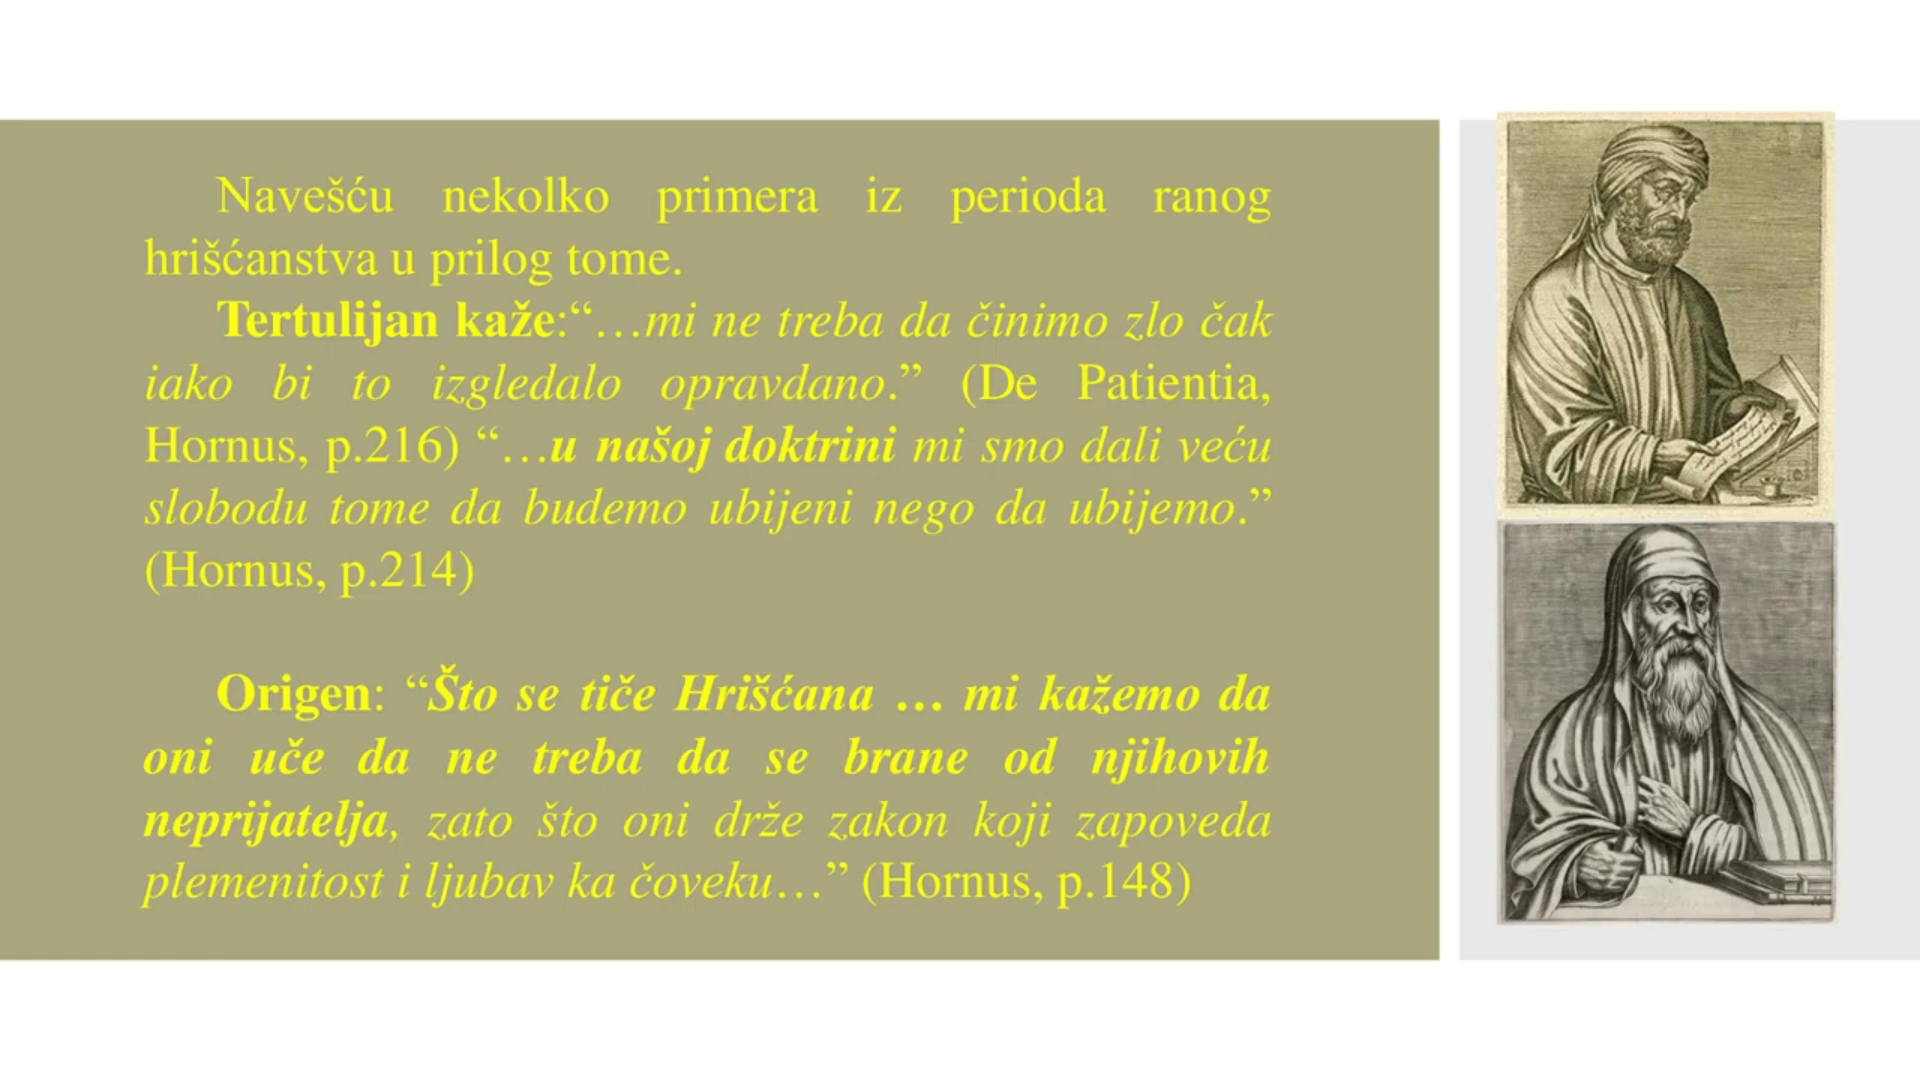 Navešću nekolko primera iz perioda ranog
hrišćanstva u prilog tome.
Tertulijan kaže:“…mi ne treba da činimo zlo čak
iako bi to izgledalo opravdano.” (De Patientia,
Hornus, p.216) “…u našoj doktrini mi smo dali veću
slobodu tome da budemo ubijeni nego da ubijemo.”
(Hornus, p.214)
Origen: “Što se tiče Hrišćana … mi kažemo da
oni uče da ne treba da se brane od njihovih
neprijatelja, zato što oni drže zakon koji zapoveda
plemenitost i ljubav ka čoveku…” (Hornus, p.148)